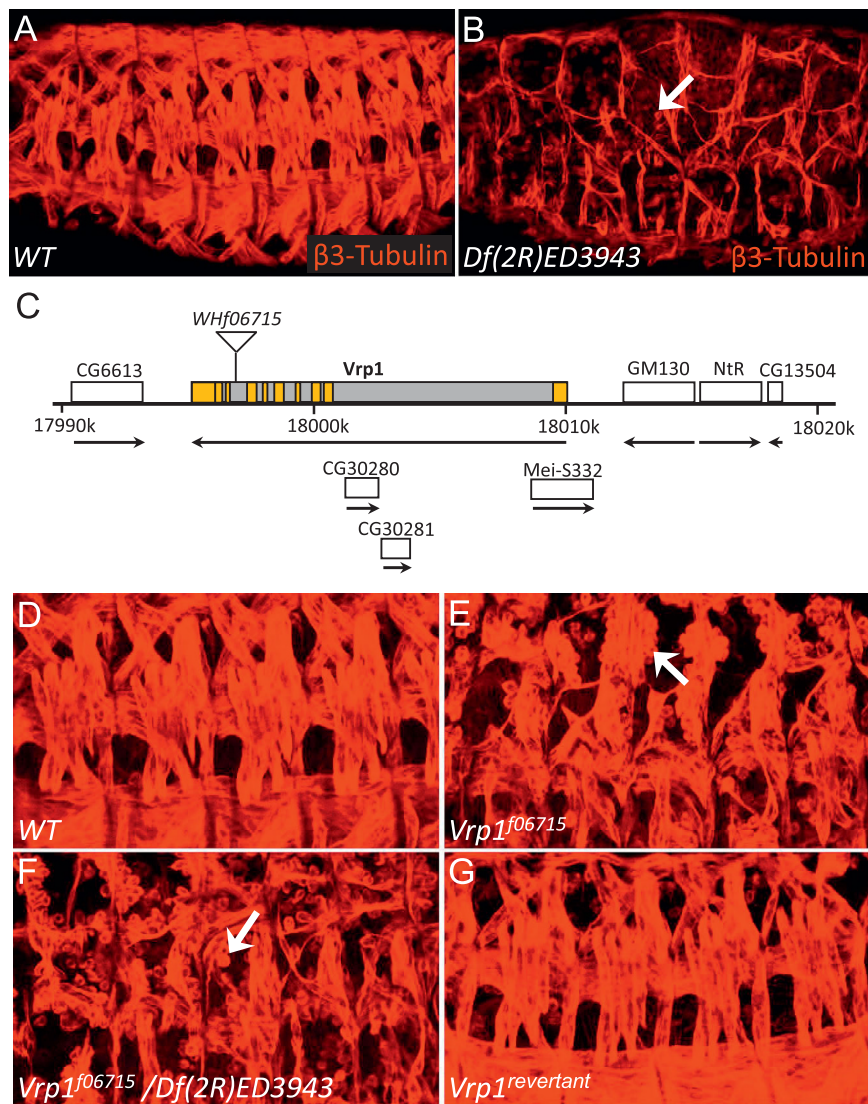 A
WT
β3-Tubulin
B
Df(2R)ED3943
β3-Tubulin
C
WHf06715
CG6613
Vrp1
GM130
NtR
CG13504
17990k
18000k
18010k
18020k
CG30280
Mei-S332
CG30281
D
WT
E
Vrp1f06715
F
Vrp1f06715 /Df(2R)ED3943
G
Vrp1revertant